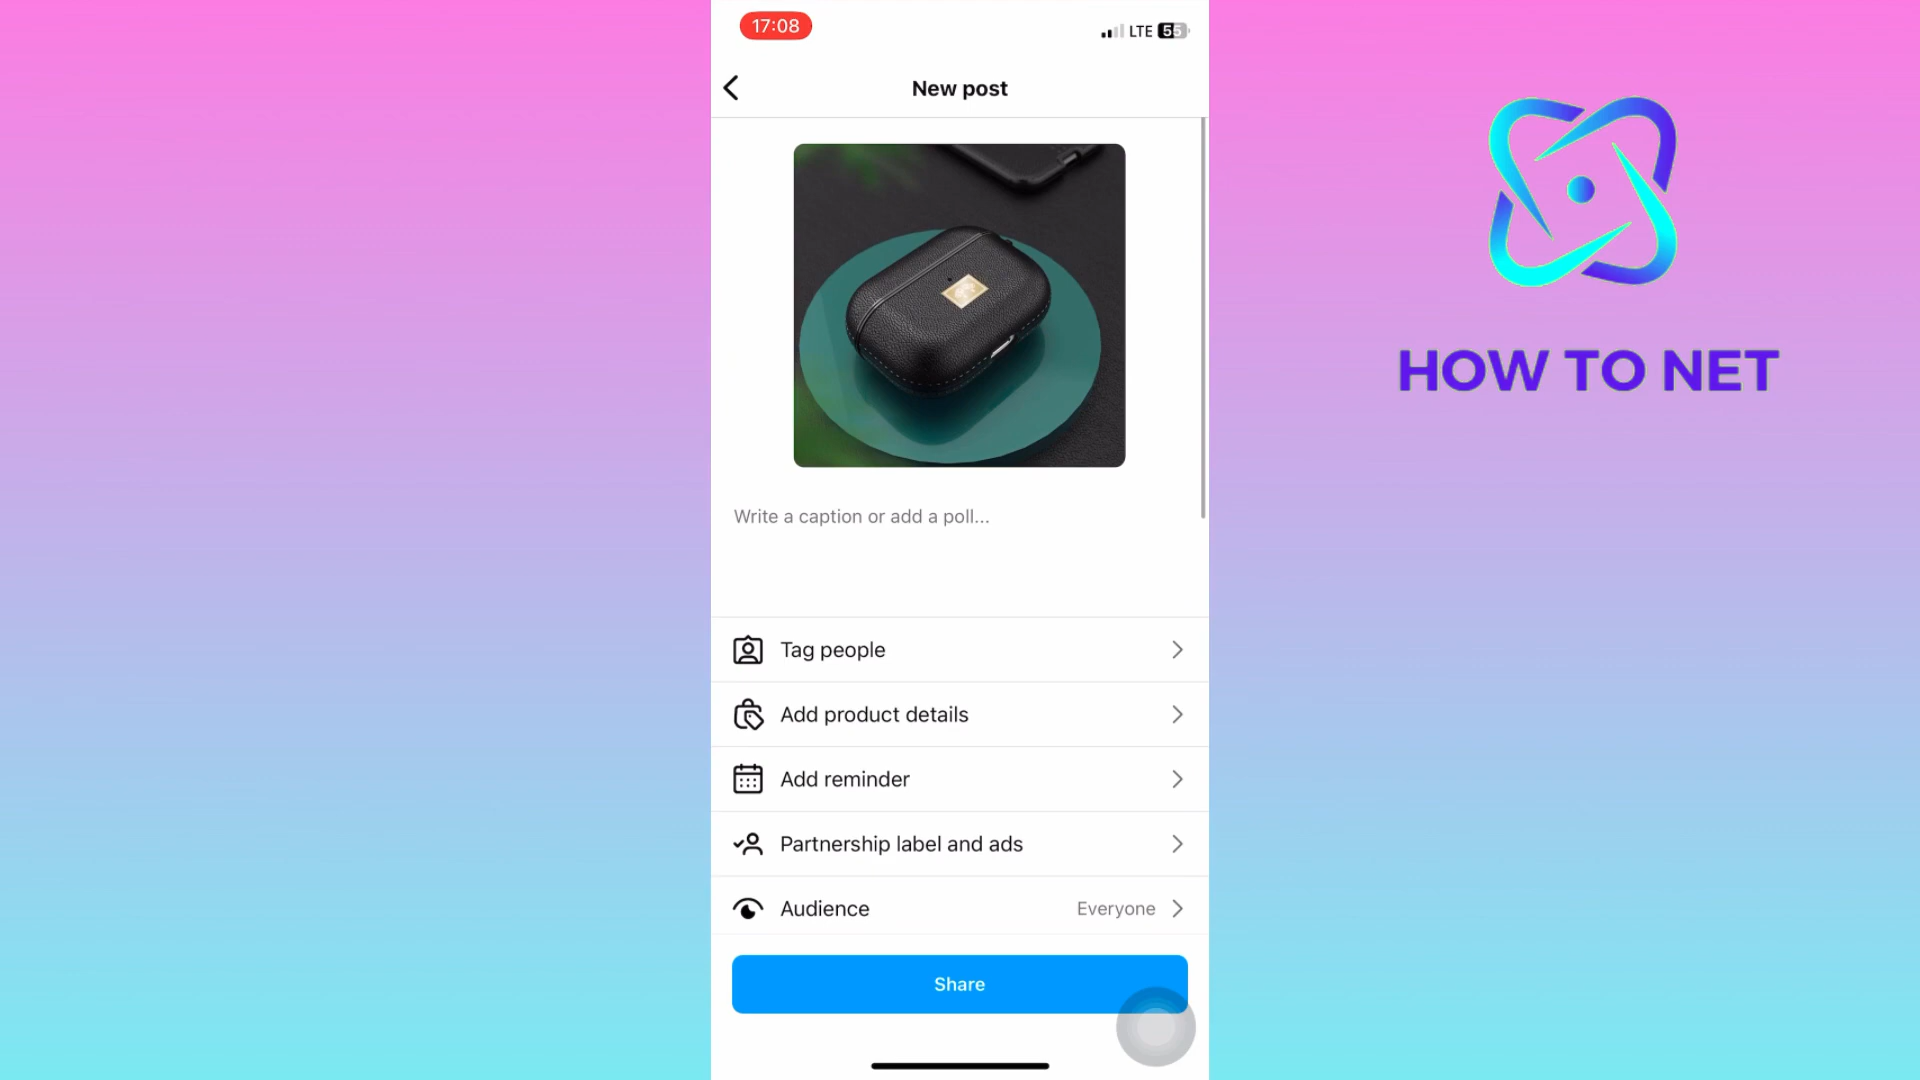 17:08
LTE 55
New post
HOW TO NET
Write a caption or add a poll...
Tag people
Add product details
Add reminder
Partnership label and ads
Audience Everyone
Share